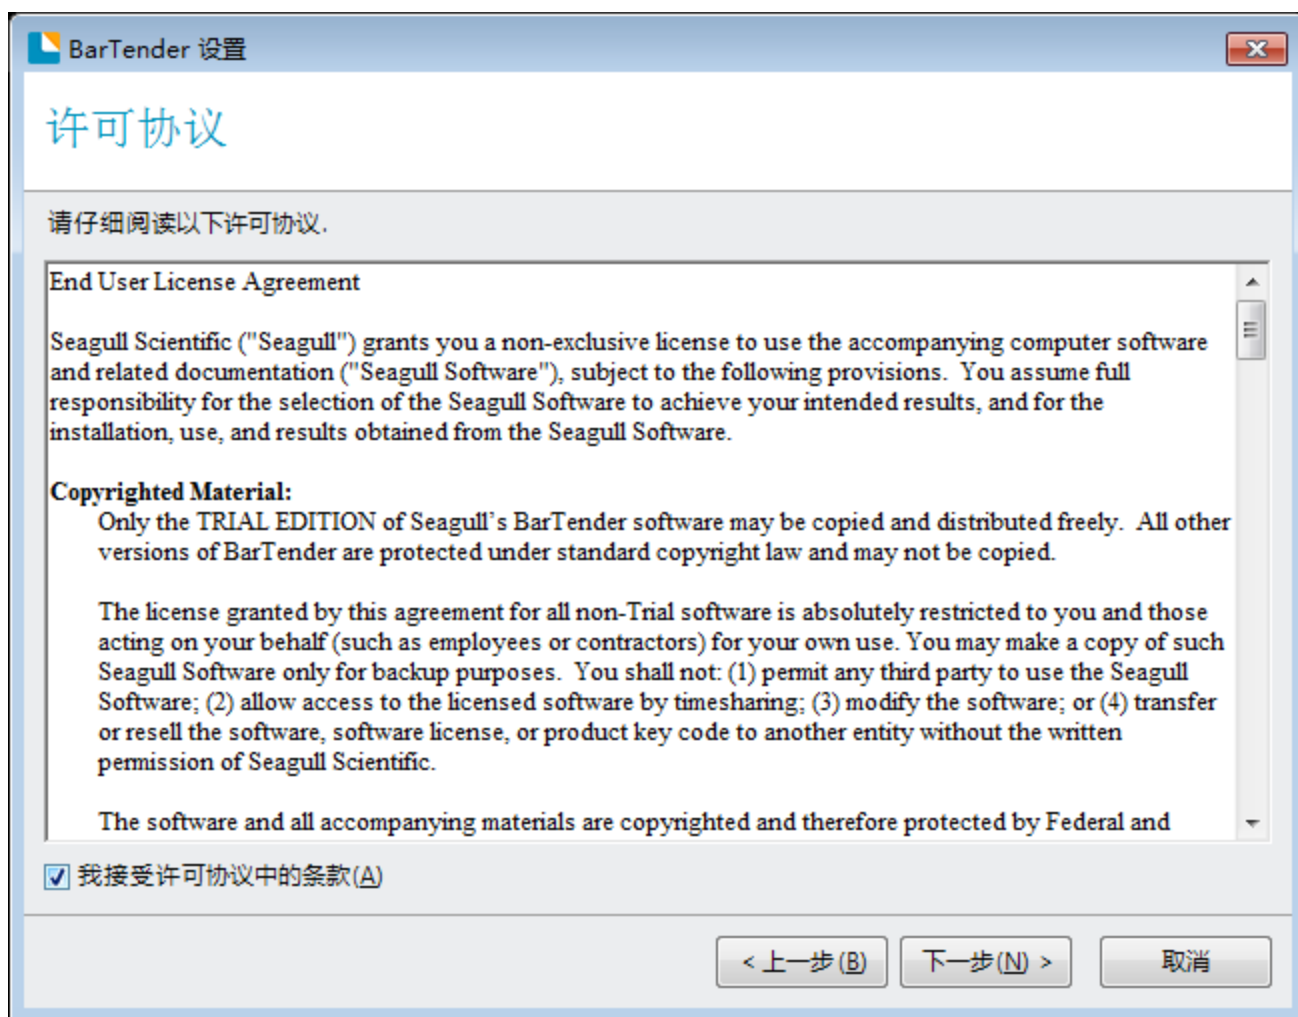 BarTender 设置
许可协议
请仔细阅读以下许可协议.
End User License Agreement
Seagull Scientific ("Seagull") grants you a non-exclusive license to use the accompanying computer software
and related documentation ("Seagull Software"), subject to the following provisions.  You assume full
responsibility for the selection of the Seagull Software to achieve your intended results, and for the
installation, use, and results obtained from the Seagull Software.
Copyrighted Material:
Only the TRIAL EDITION of Seagull’s BarTender software may be copied and distributed freely.  All other
versions of BarTender are protected under standard copyright law and may not be copied.
The license granted by this agreement for all non-Trial software is absolutely restricted to you and those
acting on your behalf (such as employees or contractors) for your own use. You may make a copy of such
Seagull Software only for backup purposes.  You shall not: (1) permit any third party to use the Seagull
Software; (2) allow access to the licensed software by timesharing; (3) modify the software; or (4) transfer
or resell the software, software license, or product key code to another entity without the written
permission of Seagull Scientific.
The software and all accompanying materials are copyrighted and therefore protected by Federal and
我接受许可协议中的条款(A)
< 上一步(B)
下一步(N) >
取消